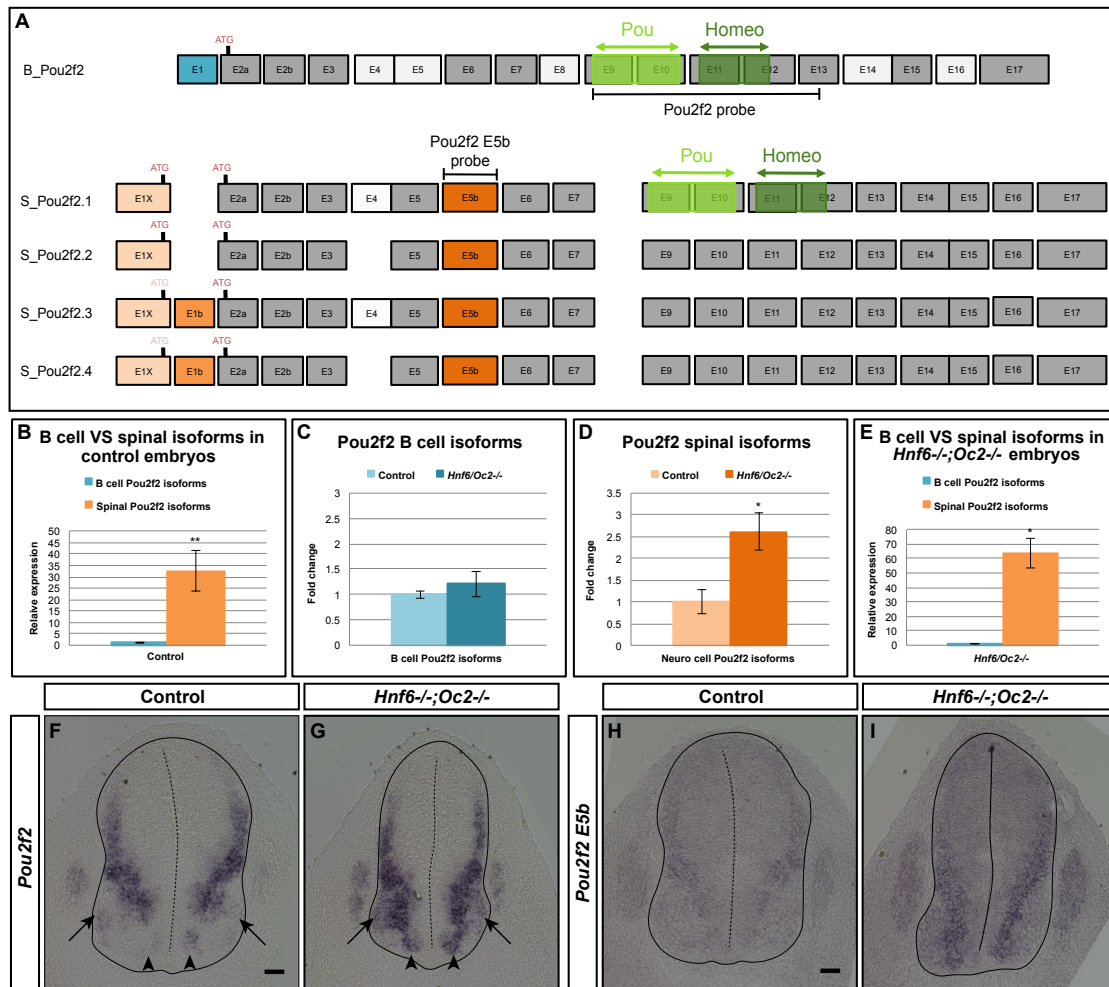 A
Pou Homeo
ATG
B_Pou2f2 E1 E2a E2b E3 E4 E5 E6 E7 E8 E9 E10 E11 E12 E13 E14 E15 E16 E17
Pou2f2 probe
Pou2f2 E5b
probe
Pou Homeo
ATG ATG
S_Pou2f2.1 E1X E2a E2b E3 E4 E5 E5b E6 E7 E9 E10 E11 E12 E14 E15 E16 E17
ATG ATG
S_Pou2f2.2 E1X E2a E2b E3 E5 E5b E6 E7 E9 E10 E11 E12 E13 E14 E15 E16 E17
ATG ATG
S_Pou2f2.3 E1X E1b E2a E2b E3 E4 E5 E5b E6 E7 E9 E10 E11 E12 E13 E14 E15 E16 E17
ATG ATG
S_Pou2f2.4 E1X E1b E2a E2b E3 E5 E5b E6 E7 E9 E10 E11 E12 E13 E14 E15 E16 E17
B
B cell VS spinal isoforms in
control embryos
B cell Pou2f2 isoforms
Spinal Pou2f2 isoforms
Relaive expression
50
45
40
35
30
25
20
15
10
5
0
**
Control
C
Pou2f2 B cell isoforms
Control Hnf6/Oc2-/-
Fold change
3
2.5
2
1.5
1
0.5
0
B cell Pou2f2 isoforms
D
Pou2f2 spinal isoforms
Control Hnf6/Oc2-/-
Fold change
3.5
3
2.5
2
1.5
1
0.5
0
*
Neuro cell Pou2f2 isoforms
E
B cell VS spinal isoforms in
Hnf6-/-;Oc2-/- embryos
B cell Pou2f2 isoforms
Spinal Pou2f2 isoforms
Relative expression
80
70
60
50
40
30
20
10
0
*
Hnf6/Oc2-/-
Control Hnf6-/-;Oc2-/- Control Hnf6-/-;Oc2-/-
Pou2f2
F
G
Pou2f2 E5b
H
I